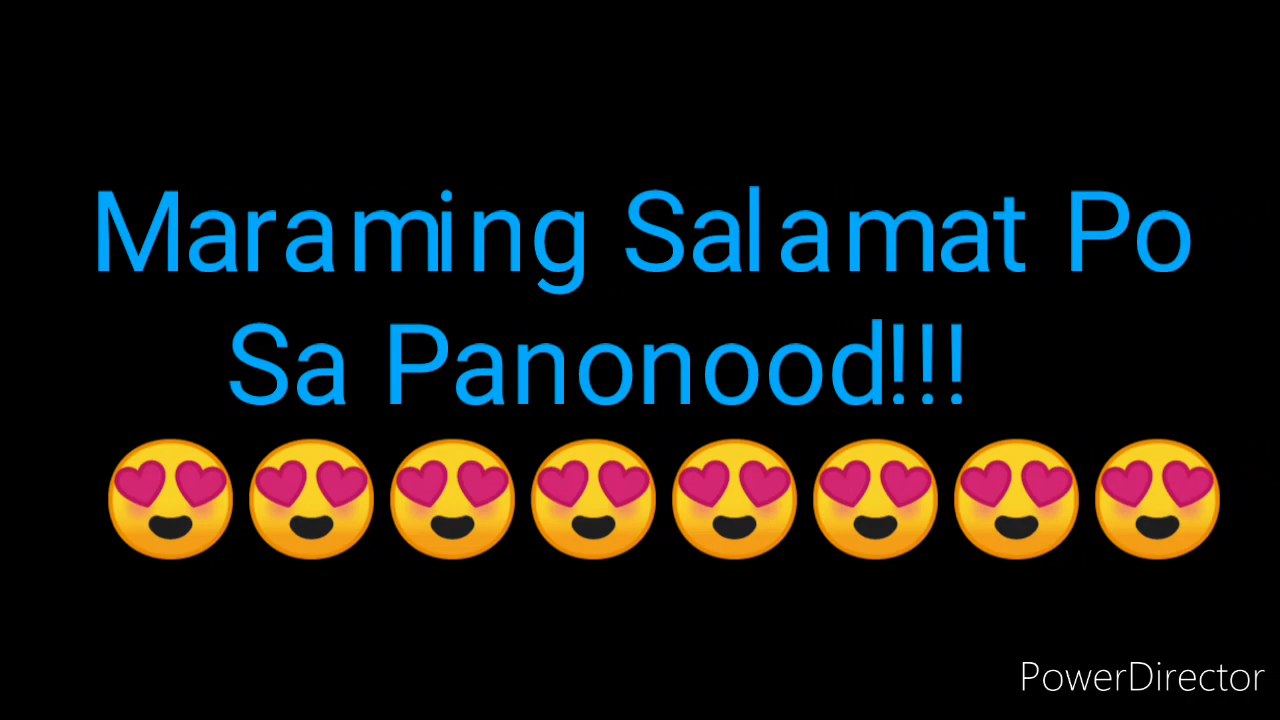 Maraming Salamat Po
Sa Panonood!!!
😍😍😍😍😍😍😍😍
PowerDirector